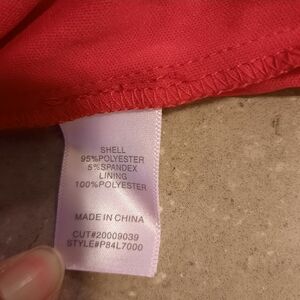 SHELL
95%POLYESTER
5%SPANDEX
LINING
100%POLYESTER
MADE IN CHINA
CUT#20009039
STYLE#P84L7000